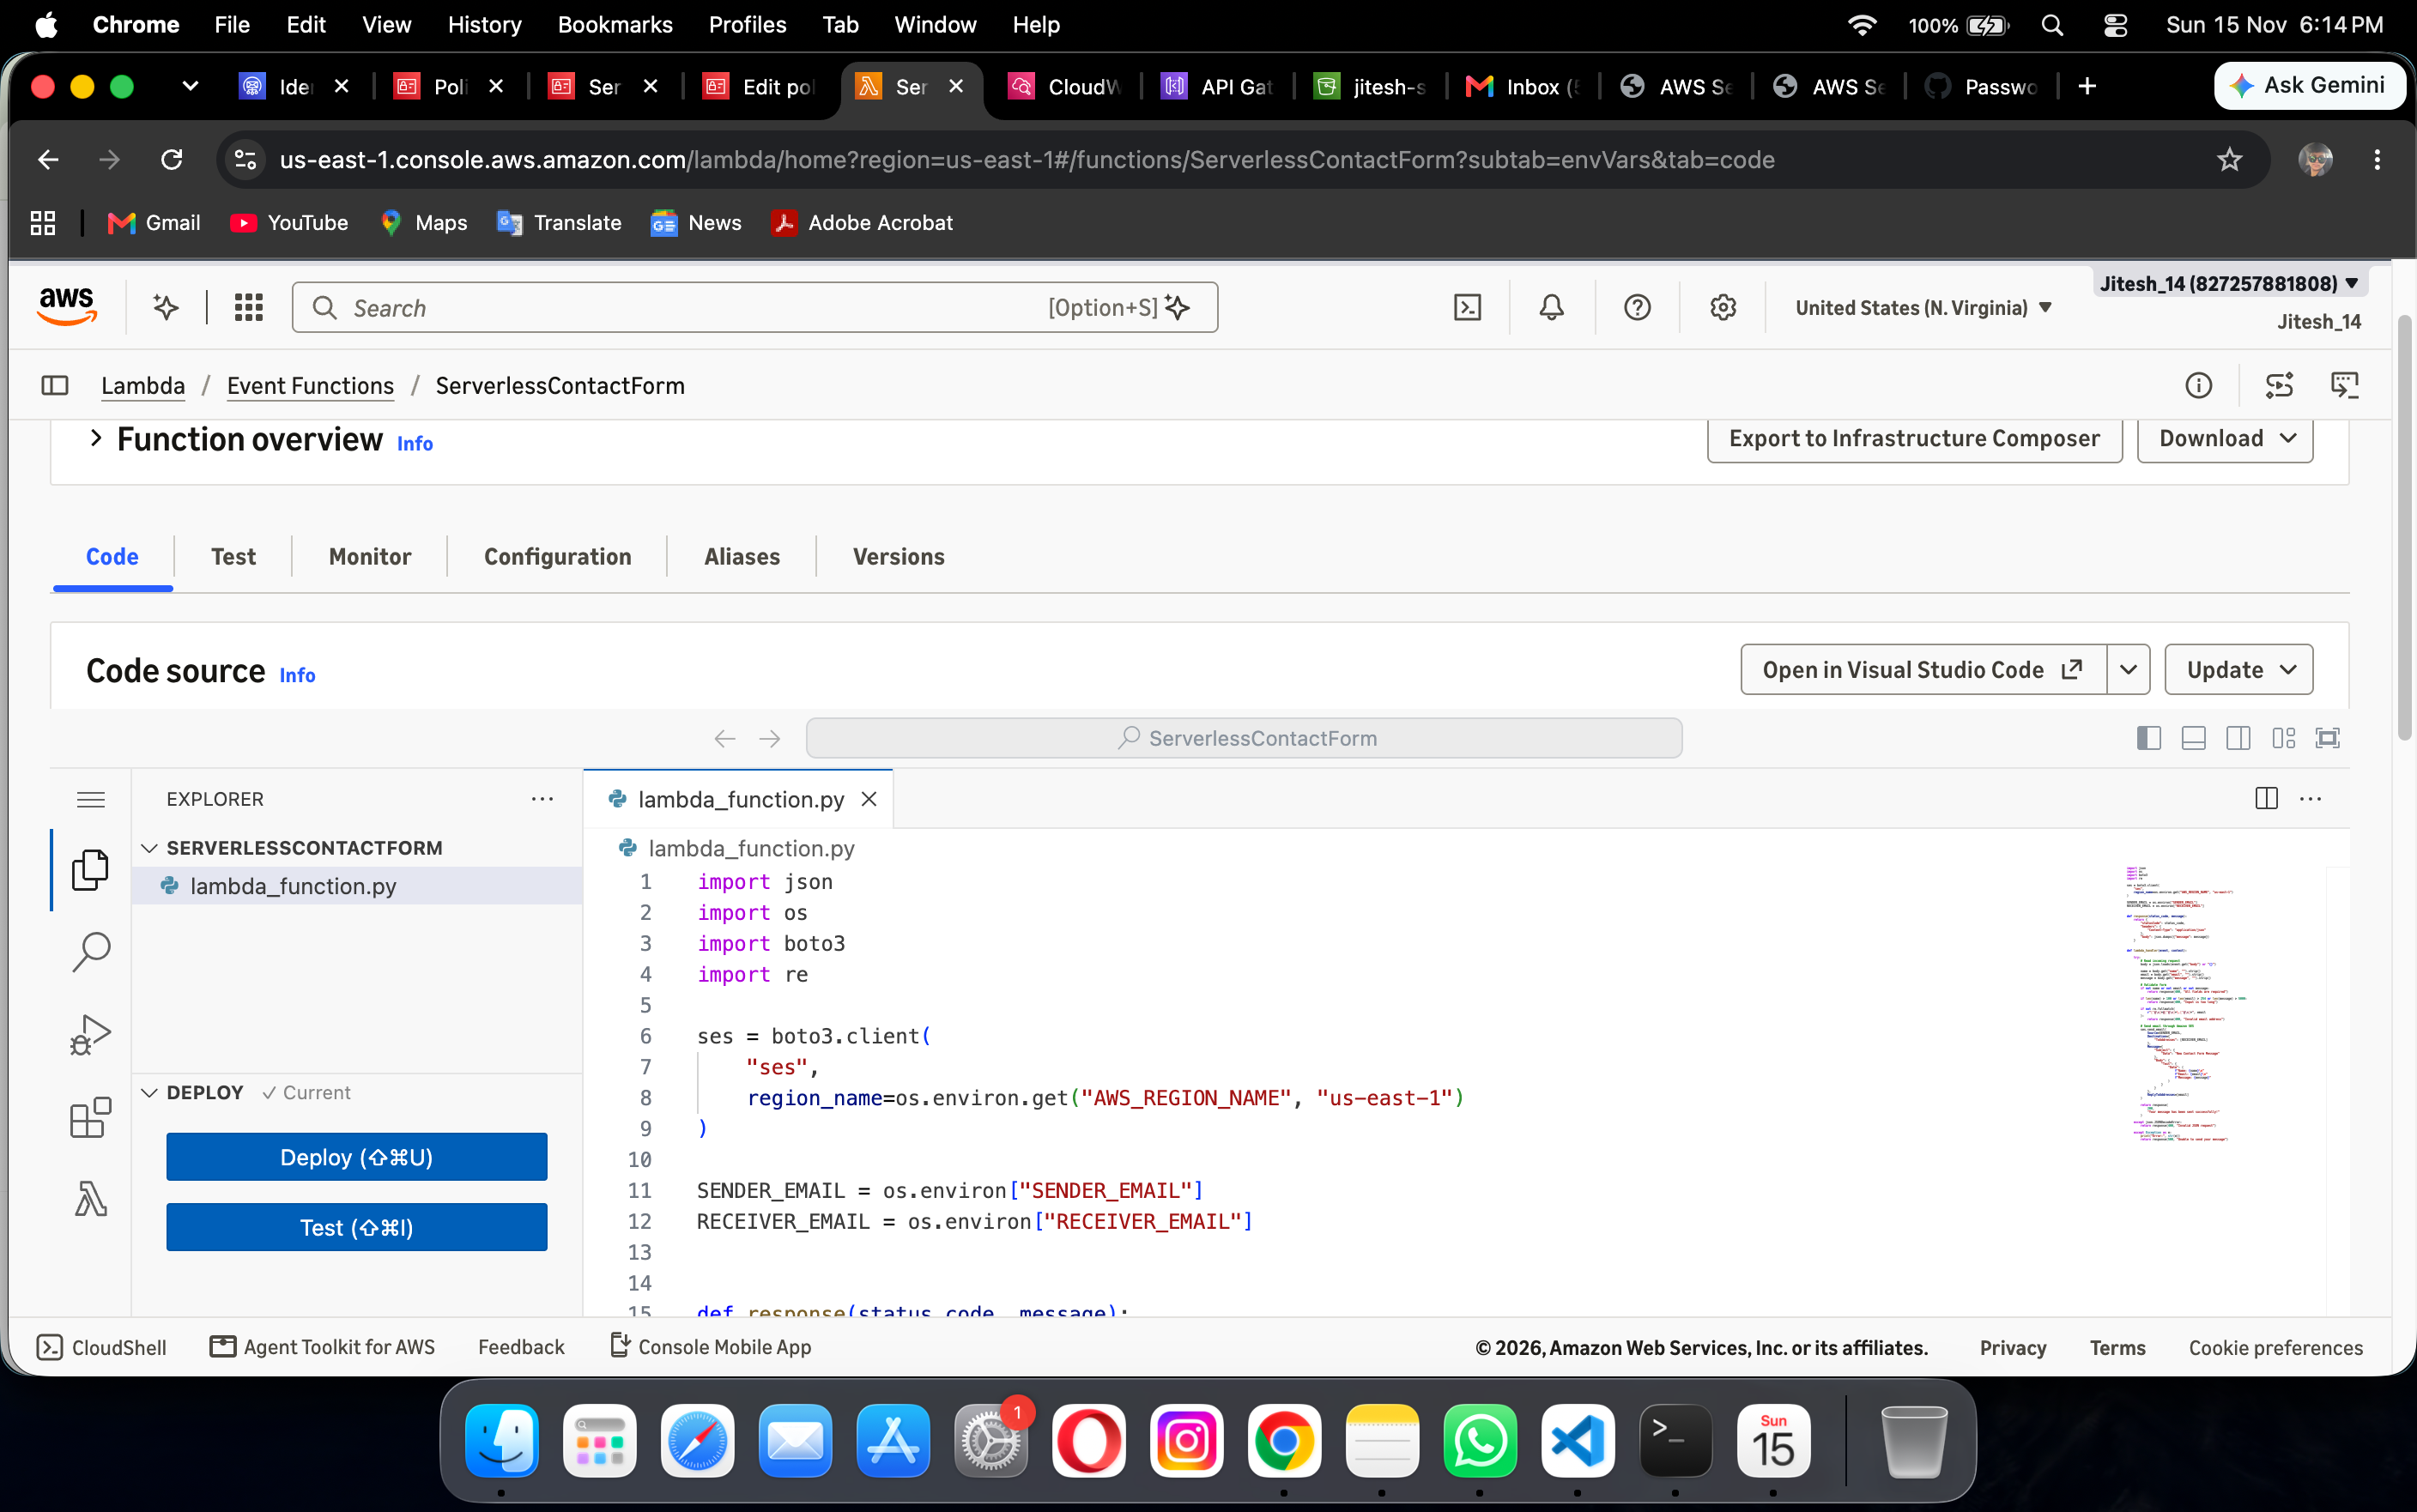 Chrome File Edit View History Bookmarks Profiles Tab Window Help 100% Sun 15 Nov 6:14 PM
Ide Poli Ser Edit pol Ser CloudW API Gat jitesh-s Inbox (5 AWS Se AWS Se Passwo Ask Gemini
us-east-1.console.aws.amazon.com/lambda/home?region=us-east-1#/functions/ServerlessContactForm?subtab=envVars&tab=code
Gmail YouTube Maps Translate News Adobe Acrobat
aws Search [Option+S] United States (N. Virginia) Jitesh_14 (827257881808)
Jitesh_14
Lambda / Event Functions / ServerlessContactForm
Function overview Info Export to Infrastructure Composer Download
Code Test Monitor Configuration Aliases Versions
Code source Info Open in Visual Studio Code Update
ServerlessContactForm
EXPLORER
SERVERLESSCONTACTFORM
lambda_function.py
DEPLOY Current
Deploy (⇧⌘U)
Test (⇧⌘I)
lambda_function.py
lambda_function.py
1 import json
2 import os
3 import boto3
4 import re
5
6 ses = boto3.client(
7 "ses",
8 region_name=os.environ.get("AWS_REGION_NAME", "us-east-1")
9 )
10
11 SENDER_EMAIL = os.environ["SENDER_EMAIL"]
12 RECEIVER_EMAIL = os.environ["RECEIVER_EMAIL"]
13
14
15 def response(status_code, message):
CloudShell Agent Toolkit for AWS Feedback Console Mobile App © 2026, Amazon Web Services, Inc. or its affiliates. Privacy Terms Cookie preferences
1
Sun
15